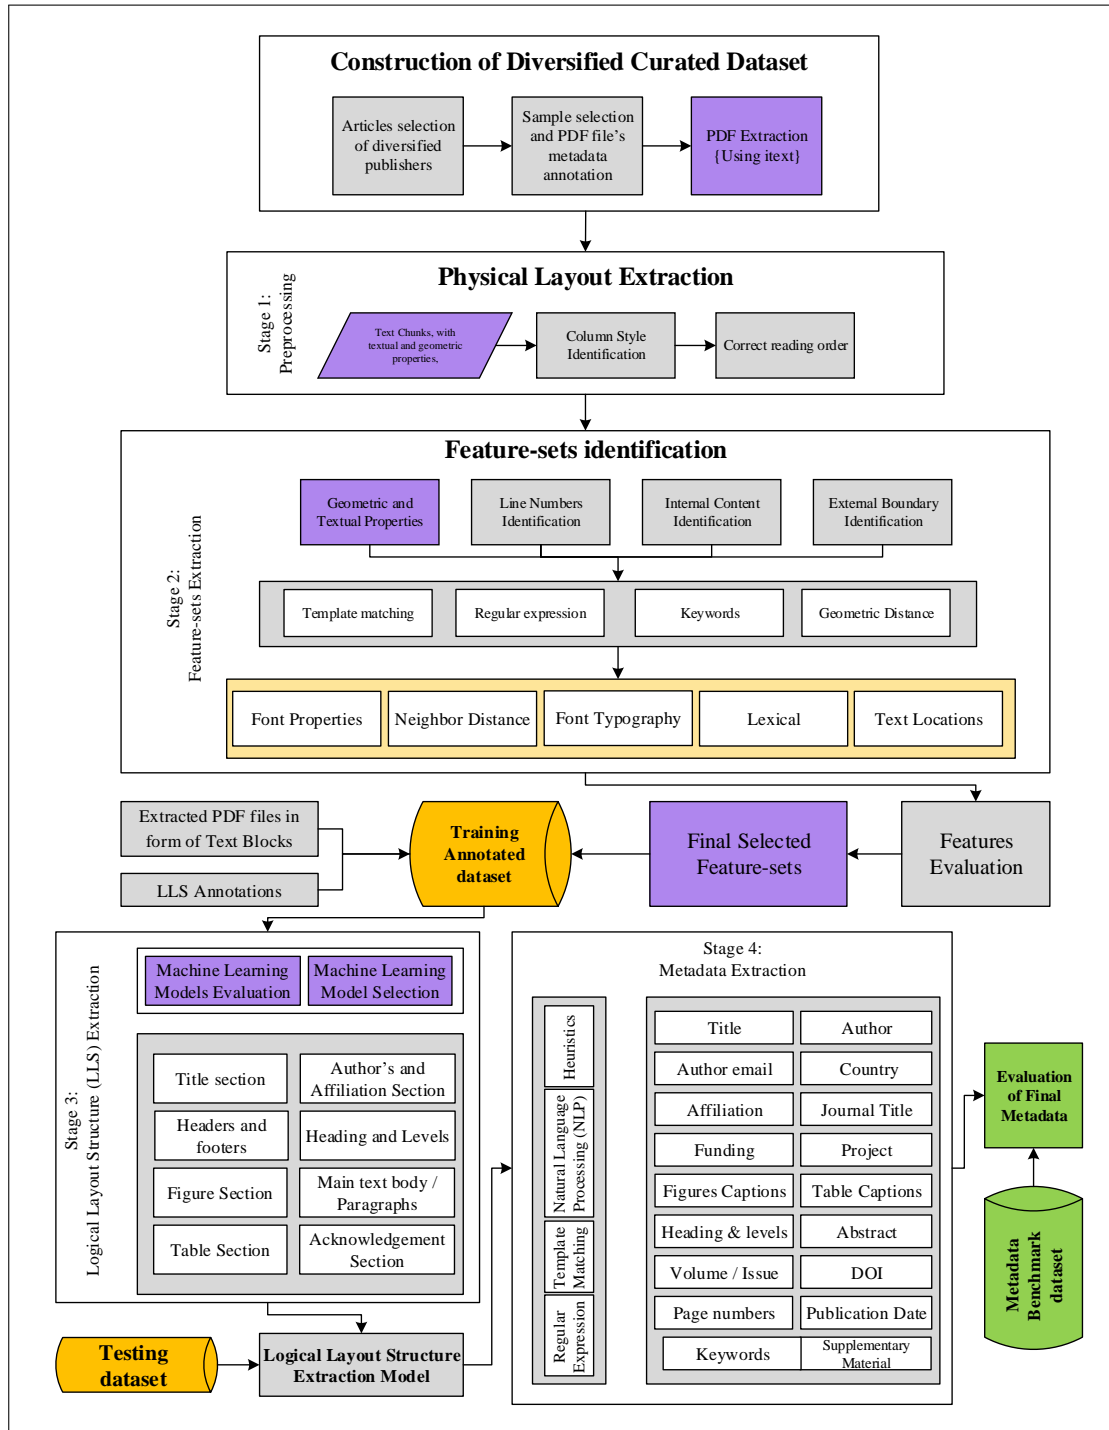 Construction of Diversified Curated Dataset
Articles selection
of diversified
publishers
Sample selection
and PDF file's
metadata
annotation
PDF Extraction
{Using itext}
Stage 1:
Preprocessing
Physical Layout Extraction
Text Chunks, with
textual and geometric
properties,
Column Style
Identification
Correct reading order
Stage 2:
Feature-sets Extraction
Feature-sets identification
Geometric and
Textual Properties
Line Numbers
Identification
Internal Content
Identification
External Boundary
Identification
Template matching
Regular expression
Keywords
Geometric Distance
Font Properties
Neighbor Distance
Font Typography
Lexical
Text Locations
Extracted PDF files in
form of Text Blocks
LLS Annotations
Training
Annotated
dataset
Final Selected
Feature-sets
Features
Evaluation
Stage 3:
Logical Layout Structure (LLS) Extraction
Machine Learning
Models Evaluation
Machine Learning
Model Selection
Title section
Author's and
Affiliation Section
Headers and
footers
Heading and Levels
Figure Section
Main text body /
Paragraphs
Table Section
Acknowledgement
Section
Testing
dataset
Logical Layout Structure
Extraction Model
Stage 4:
Metadata Extraction
Heuristics
Natural Language
Processing (NLP)
Template
Matching
Regular
Expression
Title
Author
Author email
Country
Affiliation
Journal Title
Funding
Project
Figures Captions
Table Captions
Heading & levels
Abstract
Volume / Issue
DOI
Page numbers
Publication Date
Keywords
Supplementary
Material
Evaluation
of Final
Metadata
Metadata
Benchmark
dataset